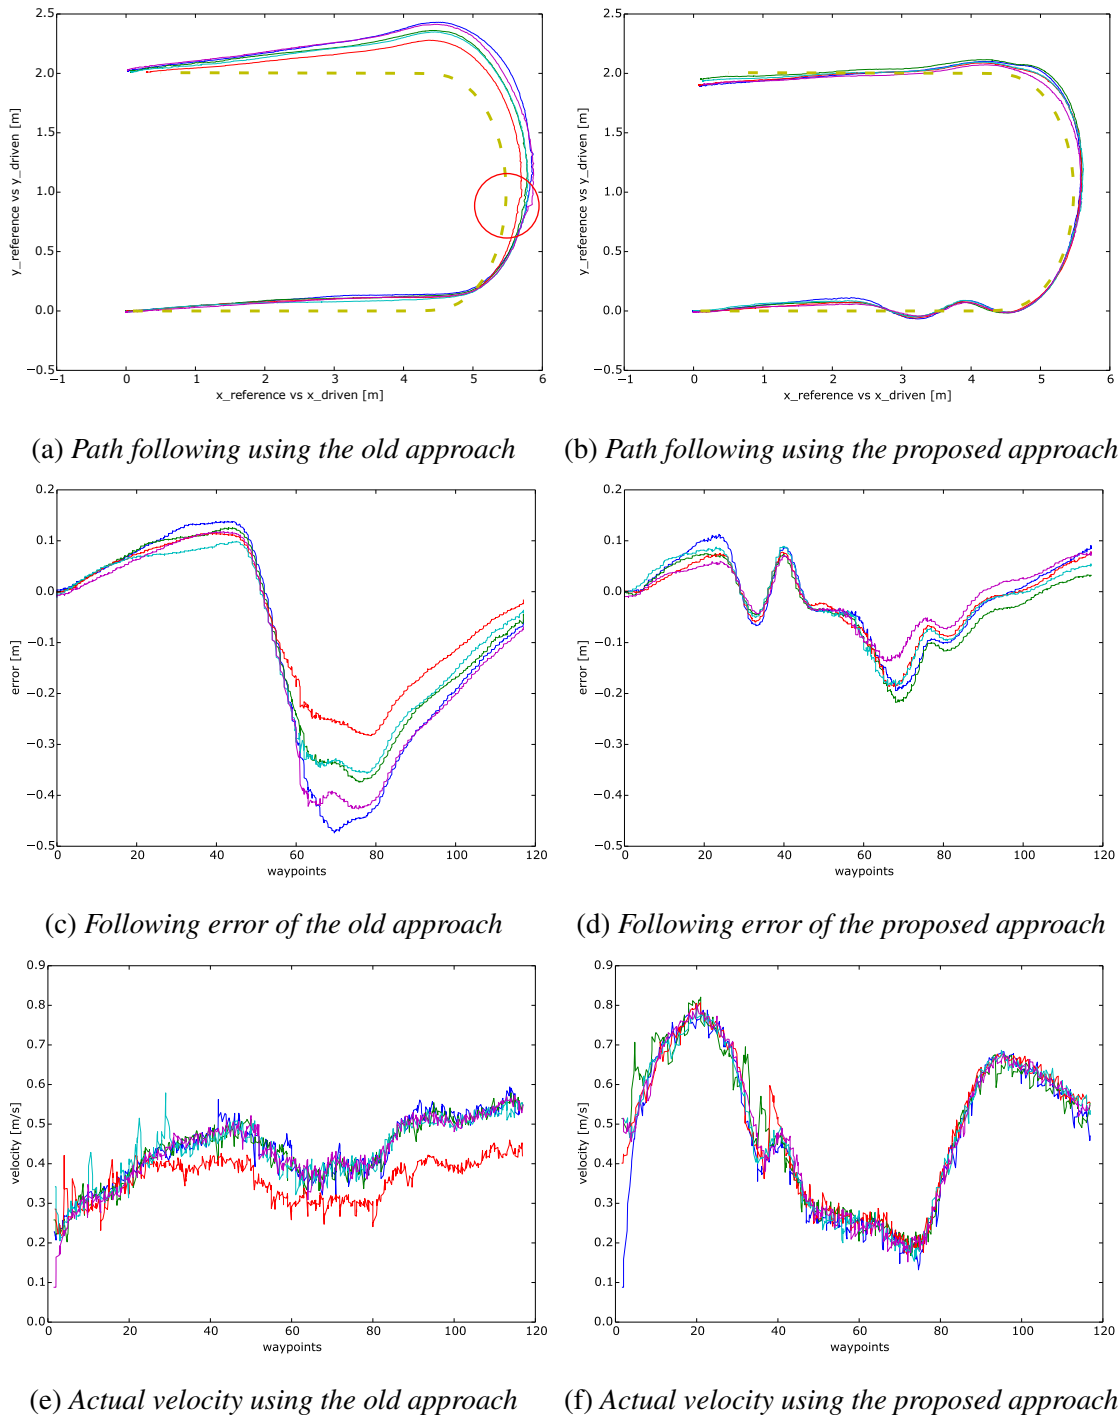 2.5
2.0
1.5
1.0
0.5
0.0
−0.5
y_reference vs y_driven [m]
−1 0 1 2 3 4 5 6
x_reference vs x_driven [m]
2.5
2.0
1.5
1.0
0.5
0.0
−0.5
y_reference vs y_driven [m]
−1 0 1 2 3 4 5 6
x_reference vs x_driven [m]
(a) Path following using the old approach
(b) Path following using the proposed approach
0.2
0.1
0.0
−0.1
−0.2
−0.3
−0.4
−0.5
error [m]
0 20 40 60 80 100 120
waypoints
0.2
0.1
0.0
−0.1
−0.2
−0.3
−0.4
−0.5
error [m]
0 20 40 60 80 100 120
waypoints
(c) Following error of the old approach
(d) Following error of the proposed approach
0.9
0.8
0.7
0.6
0.5
0.4
0.3
0.2
0.1
0.0
velocity [m/s]
0 20 40 60 80 100 120
waypoints
0.9
0.8
0.7
0.6
0.5
0.4
0.3
0.2
0.1
0.0
velocity [m/s]
0 20 40 60 80 100 120
waypoints
(e) Actual velocity using the old approach
(f) Actual velocity using the proposed approach